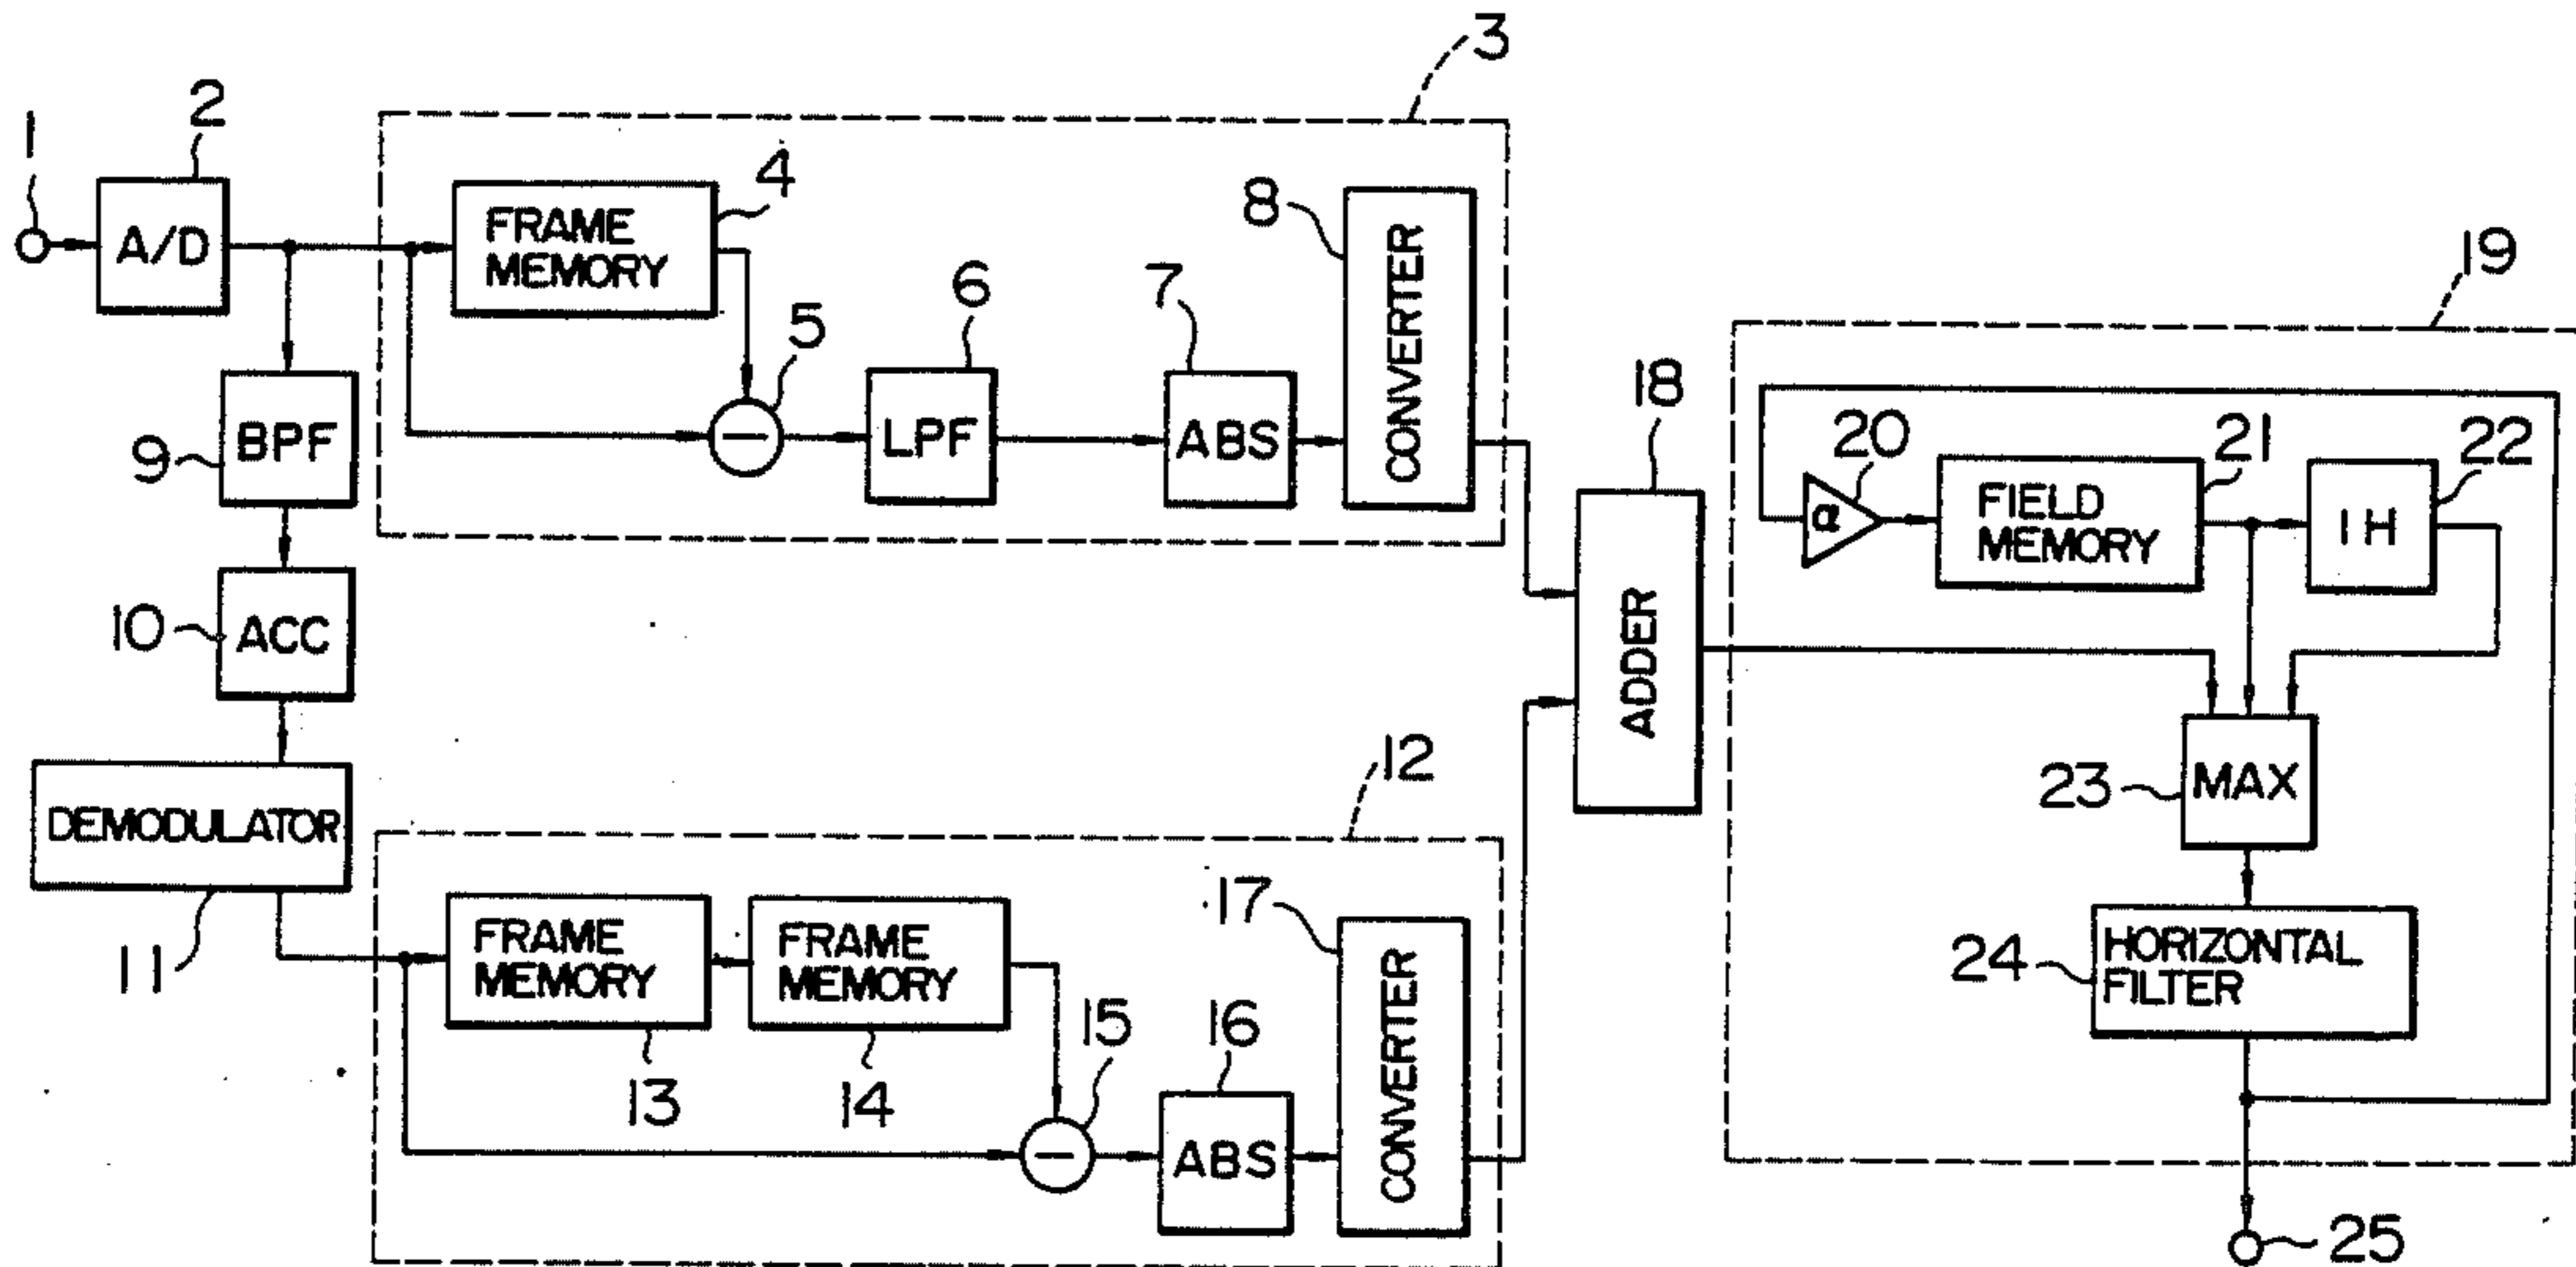 3
1
2
A/D
FRAME
MEMORY
4
5
6
LPF
7
ABS
8
CONVERTER
9
BPF
10
ACC
DEMODULATOR
11
12
FRAME
MEMORY
13
FRAME
MEMORY
14
15
16
ABS
17
CONVERTER
18
ADDER
19
α
20
FIELD
MEMORY
21
1H
22
23
MAX
24
HORIZONTAL
FILTER
25
−
−